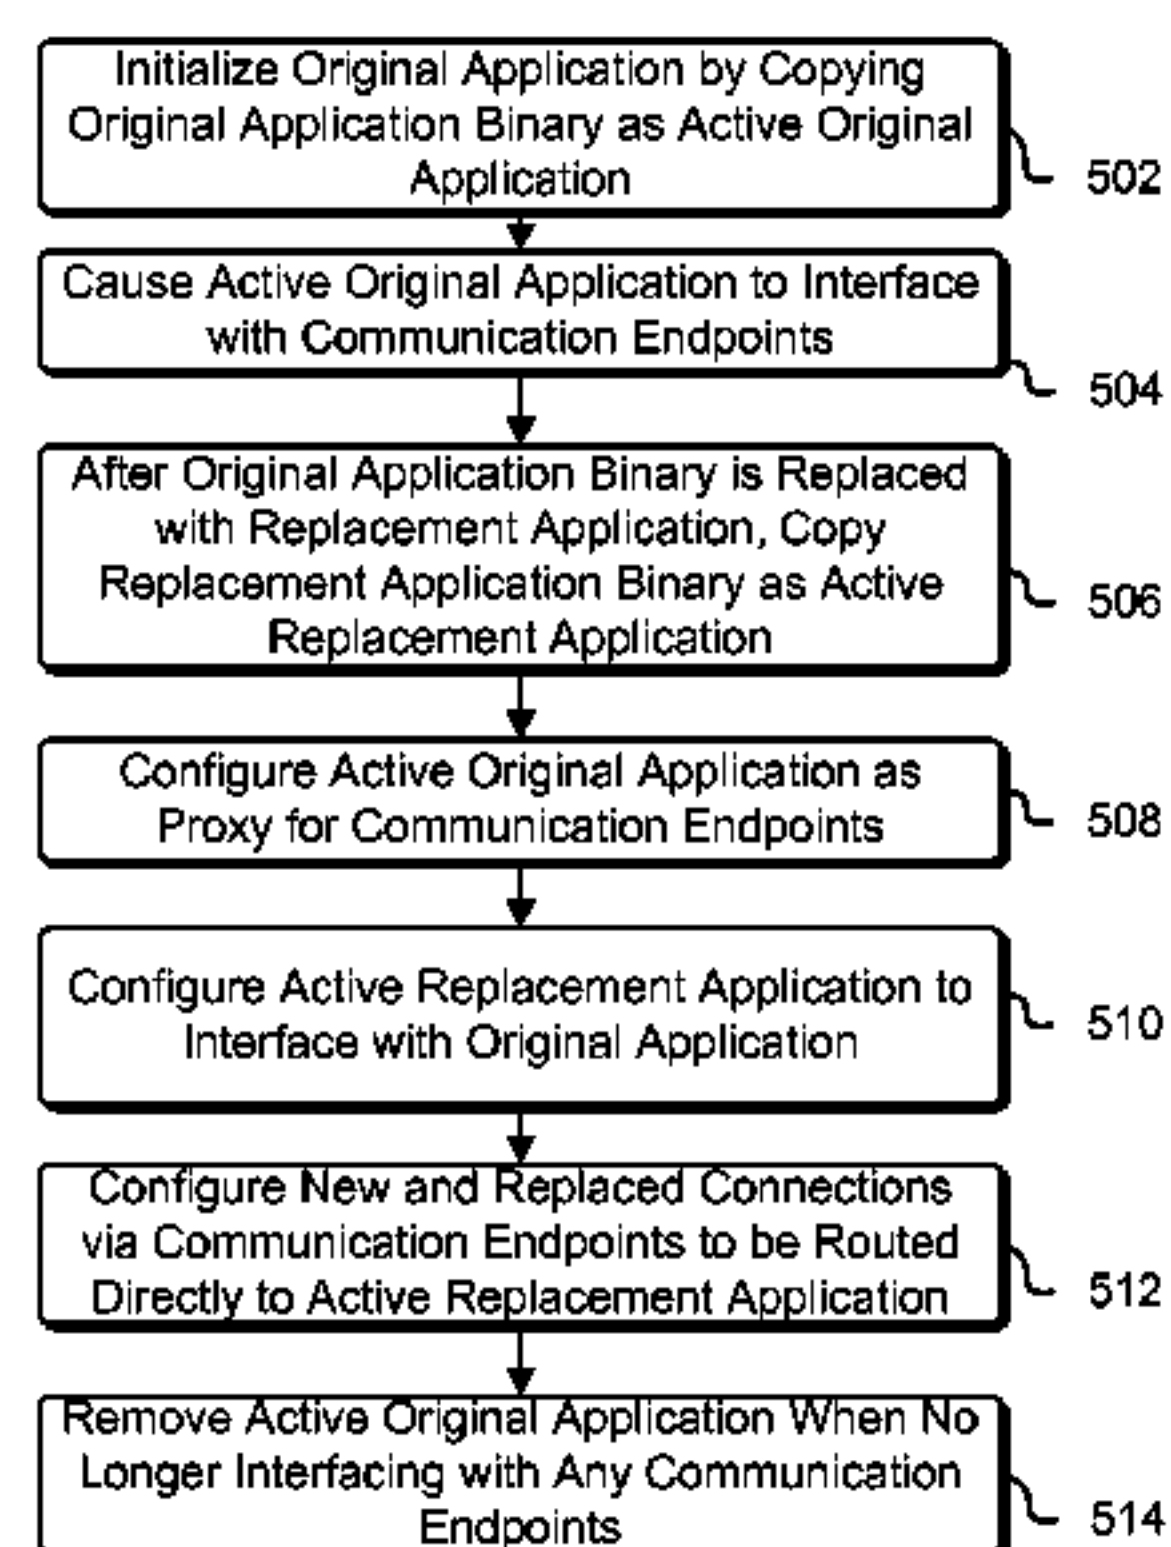 Initialize Original Application by Copying
Original Application Binary as Active Original
Application
502
Cause Active Original Application to Interface
with Communication Endpoints
504
After Original Application Binary is Replaced
with Replacement Application, Copy
Replacement Application Binary as Active
Replacement Application
506
Configure Active Original Application as
Proxy for Communication Endpoints
508
Configure Active Replacement Application to
Interface with Original Application
510
Configure New and Replaced Connections
via Communication Endpoints to be Routed
Directly to Active Replacement Application
512
Remove Active Original Application When No
Longer Interfacing with Any Communication
Endpoints
514